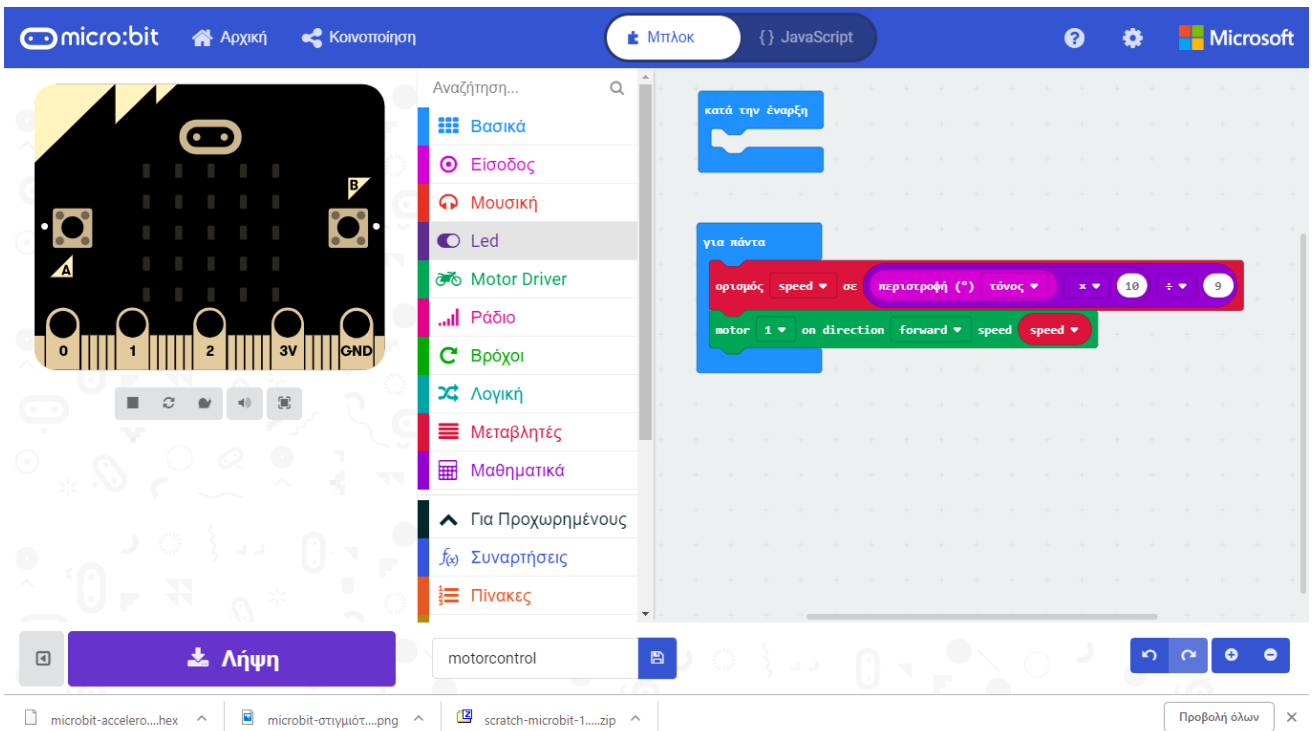 micro:bit Αρχική Κοινοποίηση Μπλοκ {} JavaScript ? Microsoft
Αναζήτηση...
Βασικά
Είσοδος
Μουσική
Led
Motor Driver
Ράδιο
Βρόχοι
Λογική
Μεταβλητές
Μαθηματικά
Για Προχωρημένους
f(x) Συναρτήσεις
Πίνακες
B
A
0 1 2 3V GND
κατά την έναρξη
για πάντα
ορισμός speed σε περιστροφή (°) τόνος × 10 ÷ 9
motor 1 on direction forward speed speed
Λήψη motorcontrol
microbit-accelero....hex microbit-στιγμιότ....png scratch-microbit-1.....zip Προβολή όλων